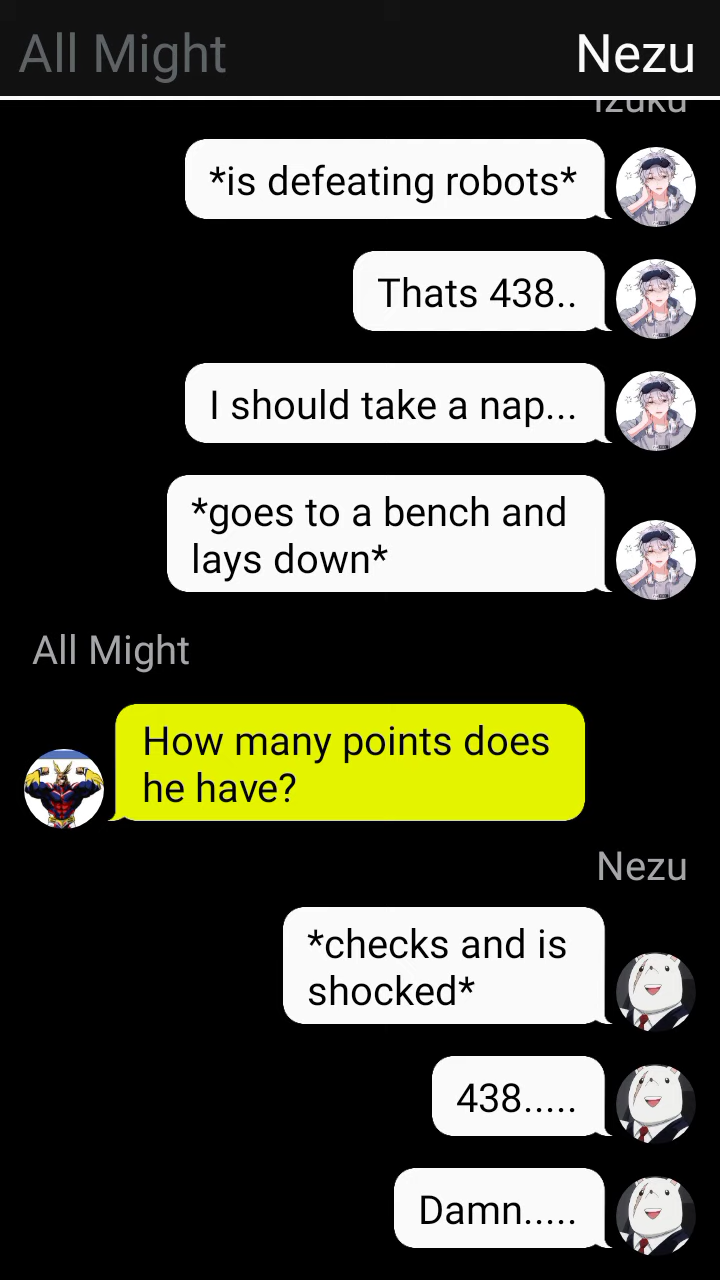 All Might
Nezu
Izuku
*is defeating robots*
Thats 438..
I should take a nap...
*goes to a bench and
lays down*
All Might
How many points does
he have?
Nezu
*checks and is
shocked*
438.....
Damn.....